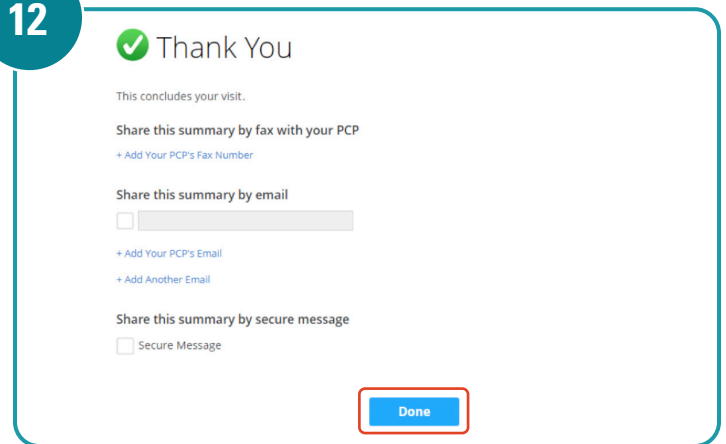 12
Thank You
This concludes your visit.
Share this summary by fax with your PCP
+ Add Your PCP's Fax Number
Share this summary by email
+ Add Your PCP's Email
+ Add Another Email
Share this summary by secure message
Secure Message
Done